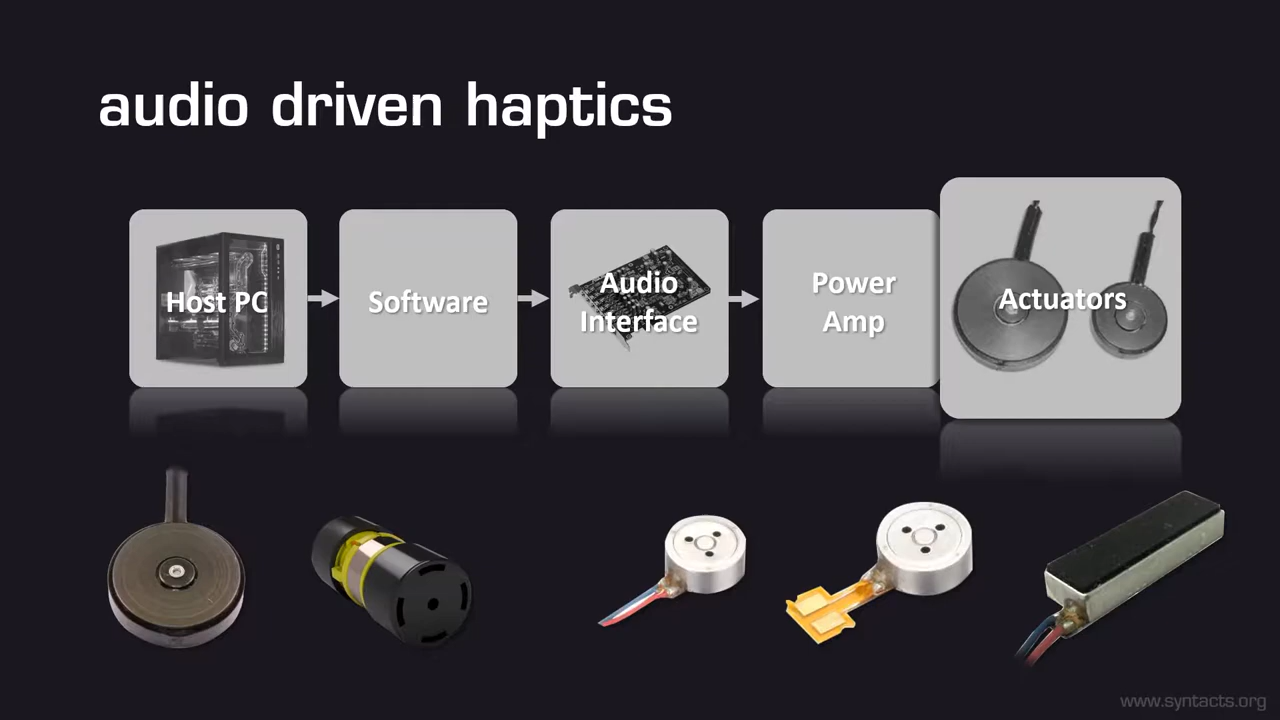 audio driven haptics
Host PC
Software
Audio
Interface
Power
Amp
Actuators
www.syntacts.org